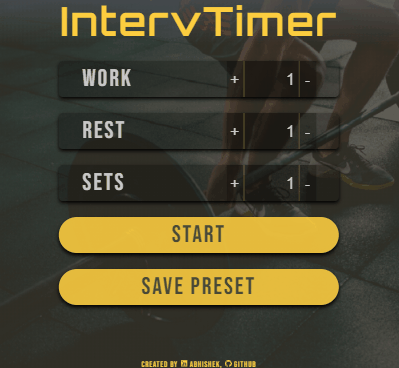 IntervTimer
WORK + 1 -
REST + 1 -
SETS + 1 -
START
SAVE PRESET
CREATED BY ABHISHEK, GITHUB